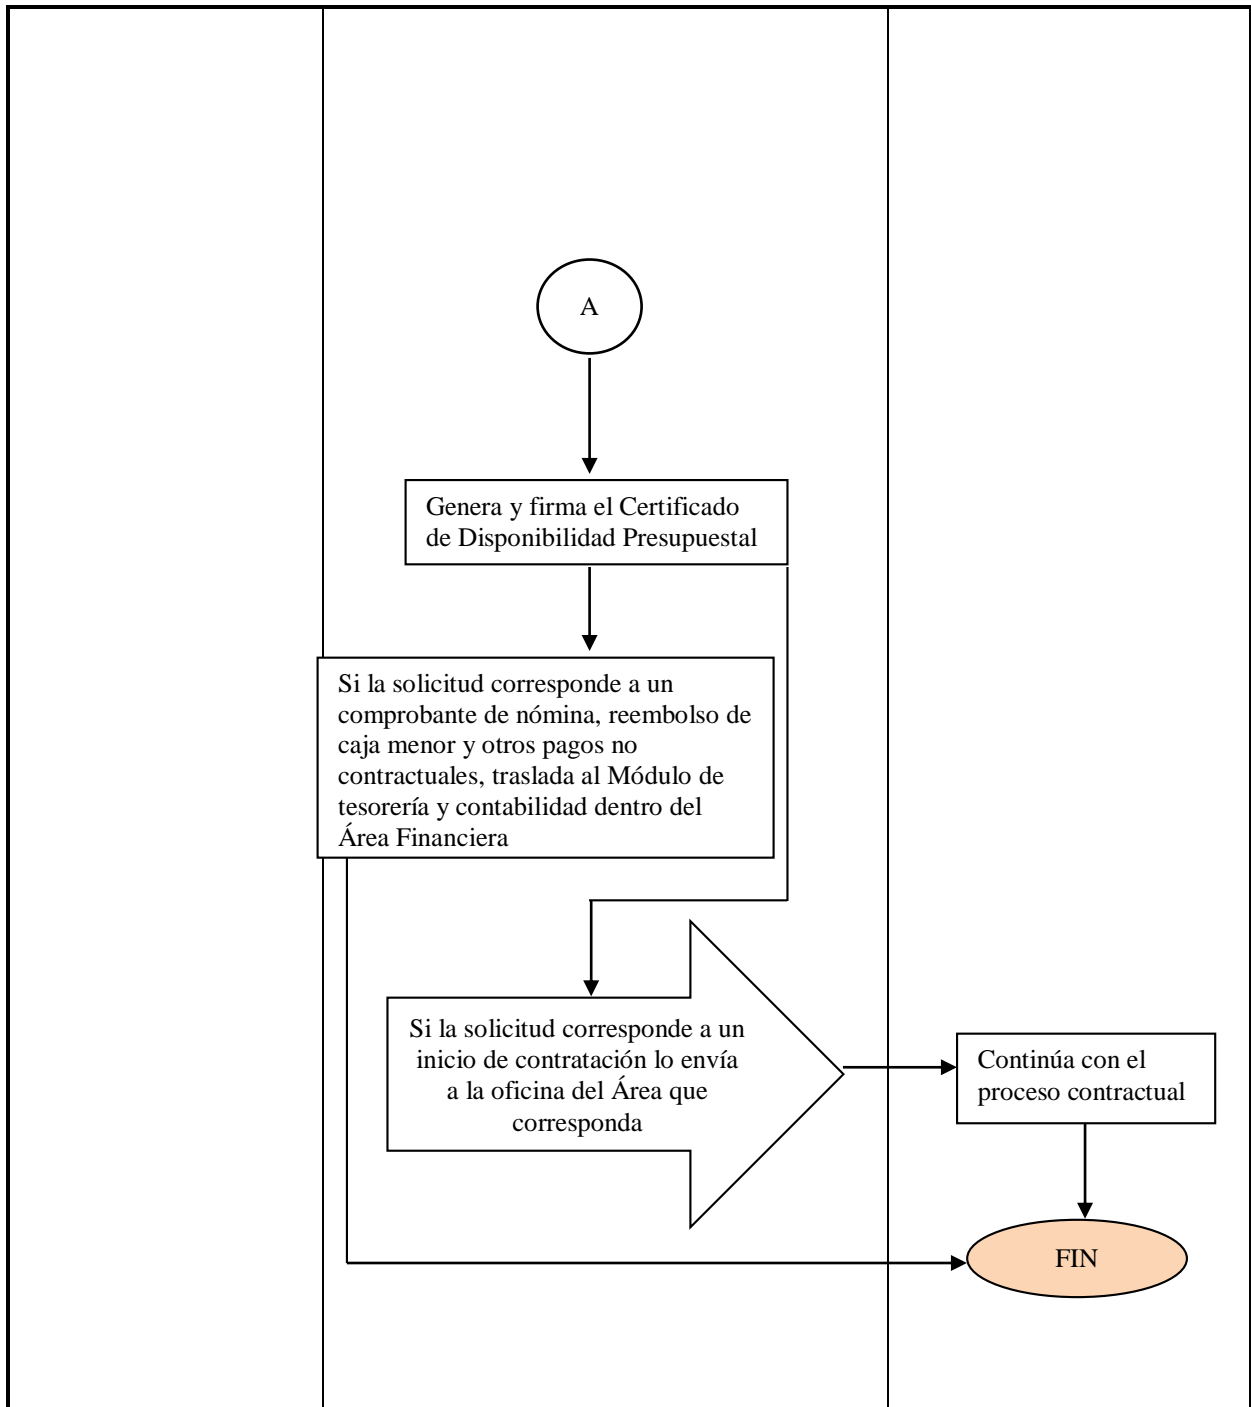 A
Genera y firma el Certificado
de Disponibilidad Presupuestal
Si la solicitud corresponde a un
comprobante de nómina, reembolso de
caja menor y otros pagos no
contractuales, traslada al Módulo de
tesorería y contabilidad dentro del
Área Financiera
Si la solicitud corresponde a un
inicio de contratación lo envía
a la oficina del Área que
corresponda
Continúa con el
proceso contractual
FIN